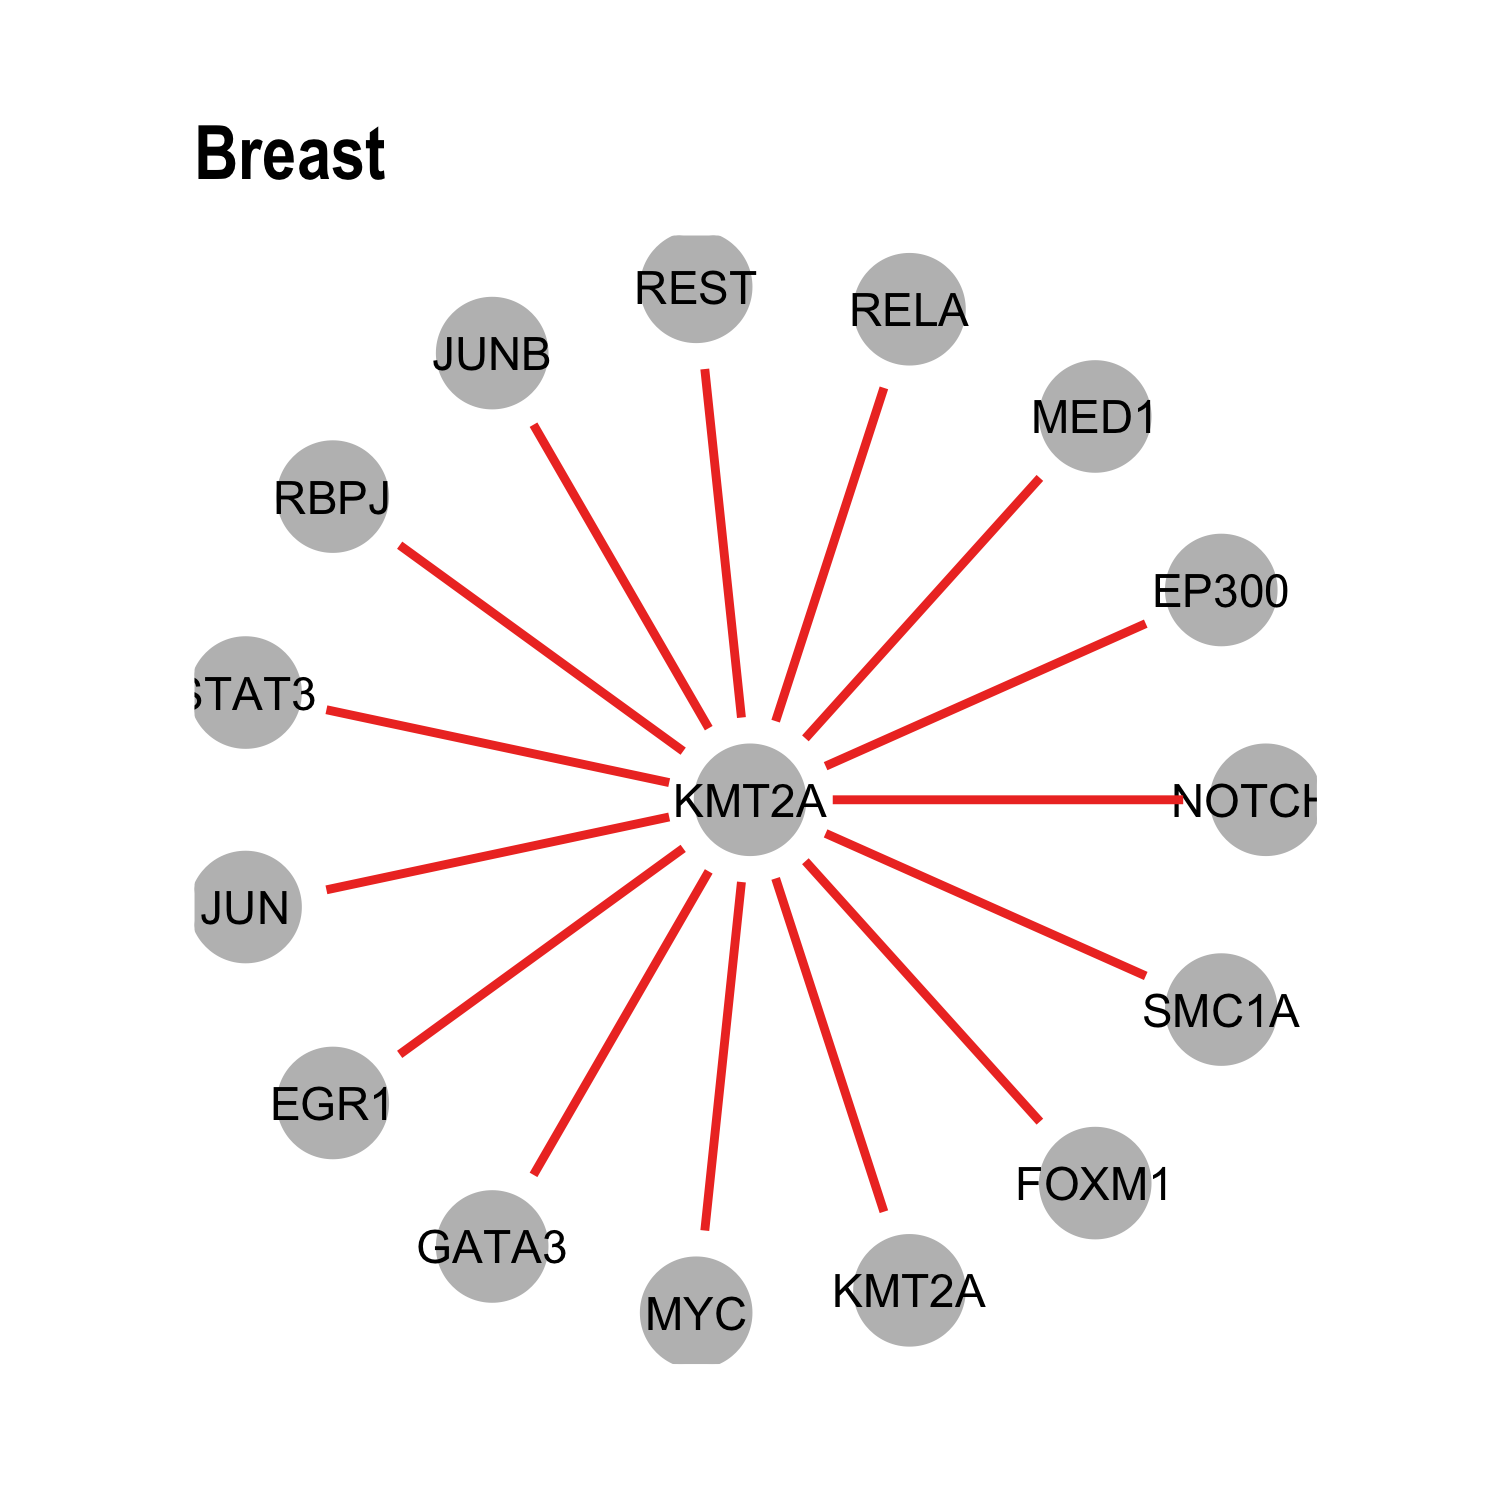 Breast
REST
RELA
JUNB
MED1
RBPJ
EP300
STAT3
KMT2A
NOTCH
JUN
SMC1A
EGR1
FOXM1
GATA3
KMT2A
MYC